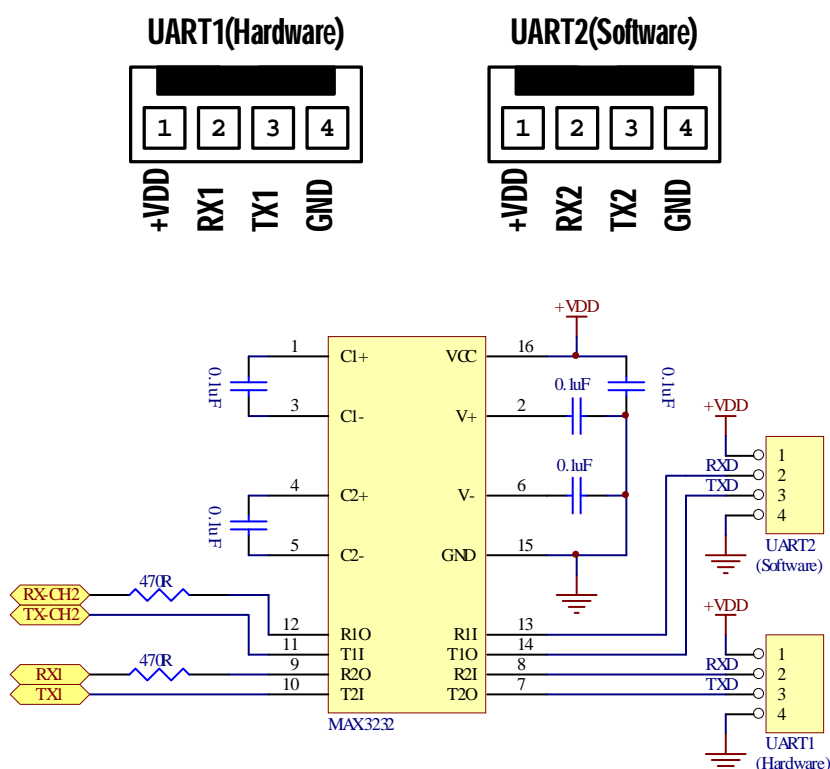 UART1(Hardware)
UART2(Software)
1 2 3 4
1 2 3 4
+VDD RX1 TX1 GND
+VDD RX2 TX2 GND
+VDD
1 C1+ VCC 16
0.1uF
0.1uF
0.1uF
3 C1- V+ 2
+VDD
0.1uF
4 C2+ V- 6
0.1uF
5 C2- GND 15
RXD
TXD
1
2
3
4
UART2
(Software)
RX-CH2
470R
TX-CH2
12 R1O R1I 13
11 T1I T1O 14
RX1
470R
9 R2O R2I 8
TX1
10 T2I T2O 7
MAX3232
+VDD
RXD
TXD
1
2
3
4
UART1
(Hardware)